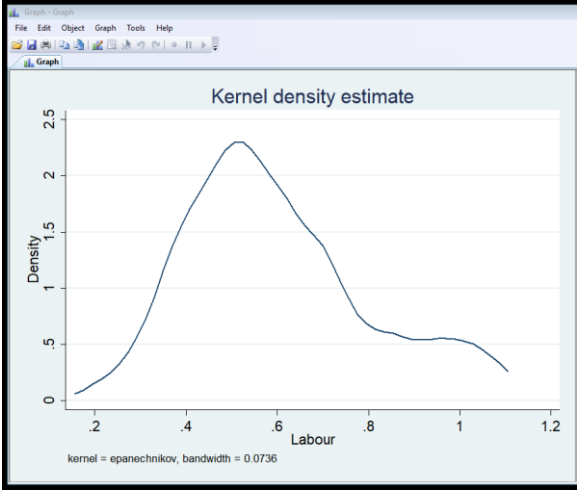 Graph - Graph
File Edit Object Graph Tools Help
Graph
Kernel density estimate
2.5
2
1.5
1
.5
0
Density
.2 .4 .6 .8 1 1.2
Labour
kernel = epanechnikov, bandwidth = 0.0736